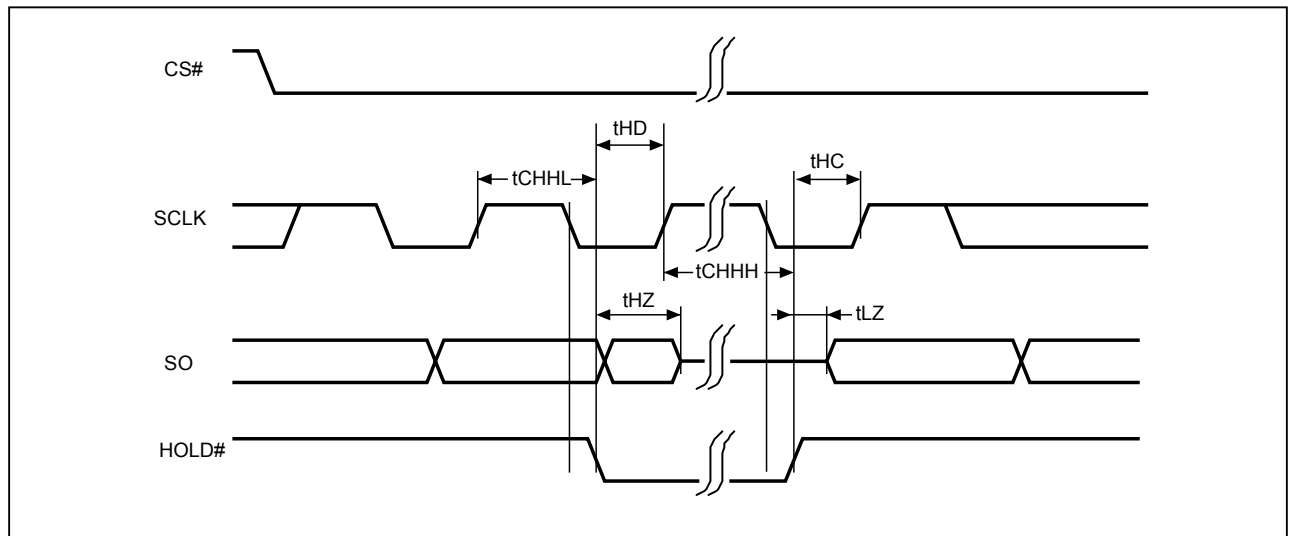 CS#
tHD
tHC
tCHHL
SCLK
tCHHH
tHZ
tLZ
SO
HOLD#